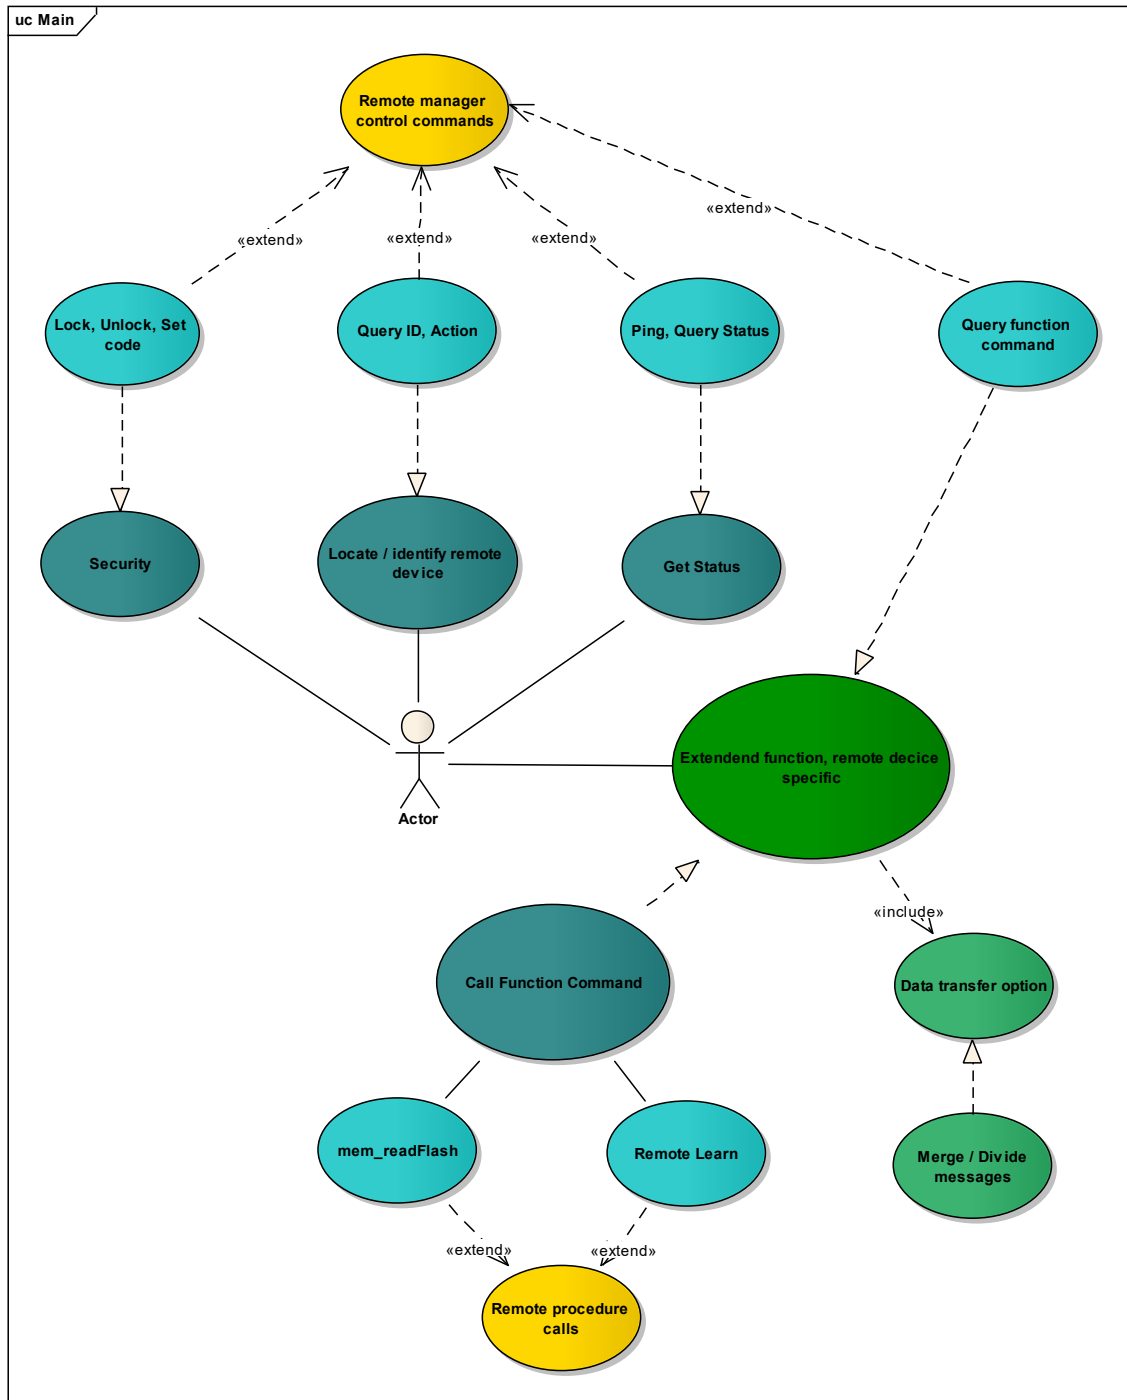 uc Main
Remote manager
control commands
«extend»
«extend»
«extend»
«extend»
Lock, Unlock, Set
code
Query ID, Action
Ping, Query Status
Query function
command
Security
Locate / identify remote
device
Get Status
Extendend function, remote decice
specific
Actor
«include»
Call Function Command
Data transfer option
mem_readFlash
Remote Learn
Merge / Divide
messages
«extend»
«extend»
Remote procedure
calls